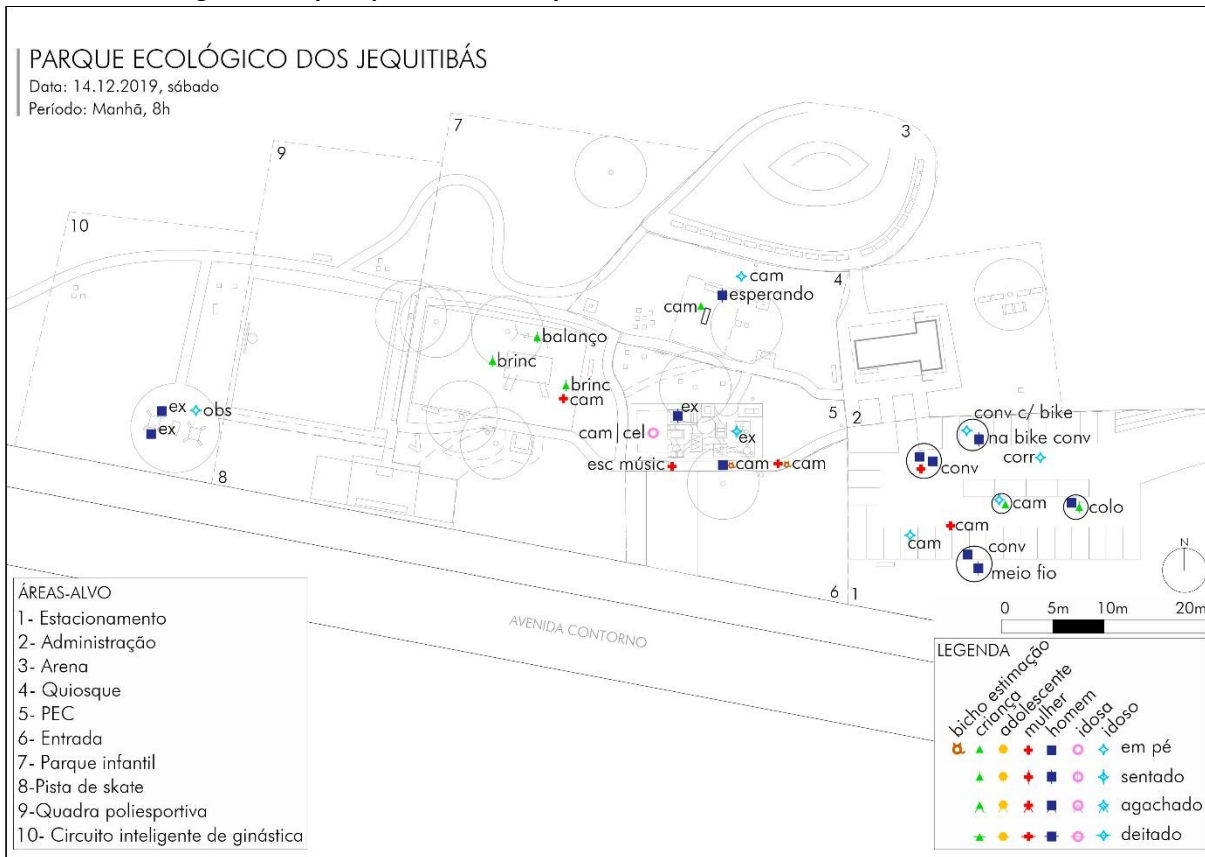 PARQUE ECOLÓGICO DOS JEQUITIBÁS
Data: 14.12.2019, sábado
Período: Manhã, 8h
7
3
9
10
4
cam
esperando
cam
balanço
brinc
brinc
cam
ex
obs
ex
ex
cam|cel
ex
5
2
conv c/ bike
na bike conv
corr
conv
esc músic
cam
cam
8
cam
colo
cam
cam
conv
meio fio
6
1
N
AVENIDA CONTORNO
0 5m 10m 20m
ÁREAS-ALVO
1- Estacionamento
2- Administração
3- Arena
4- Quiosque
5- PEC
6- Entrada
7- Parque infantil
8-Pista de skate
9-Quadra poliesportiva
10- Circuito inteligente de ginástica
LEGENDA
bicho estimação
criança
adolescente
mulher
homem
idosa
idoso
em pé
sentado
agachado
deitado